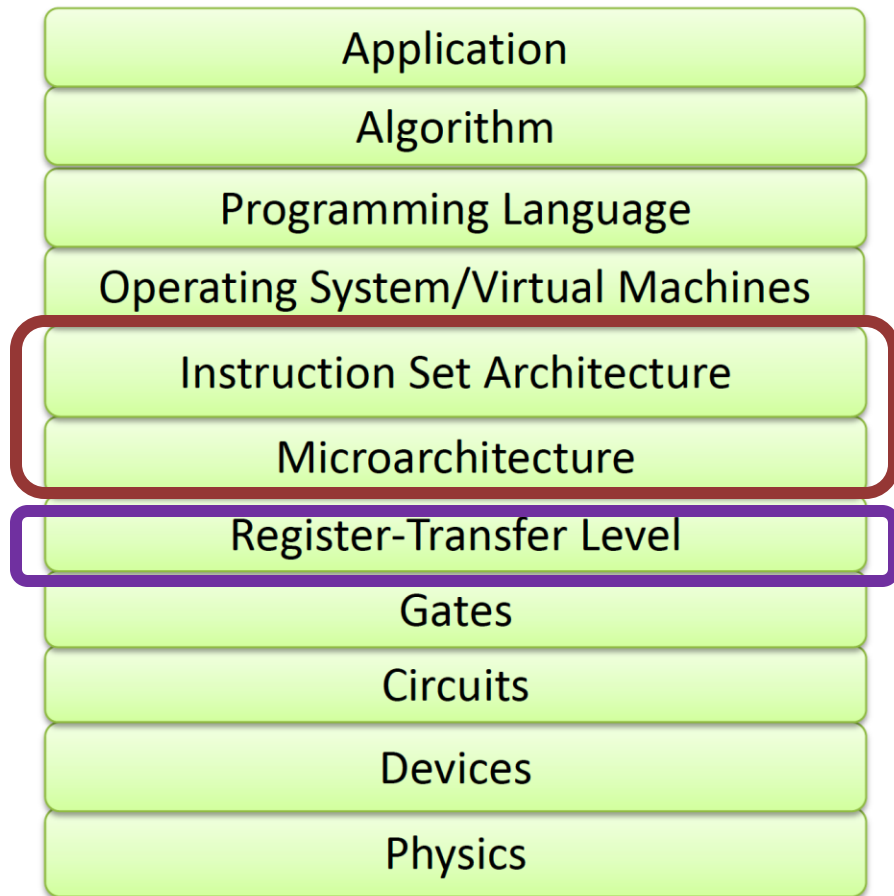 Application
Algorithm
Programming Language
Operating System/Virtual Machines
Instruction Set Architecture
Microarchitecture
Register-Transfer Level
Gates
Circuits
Devices
Physics